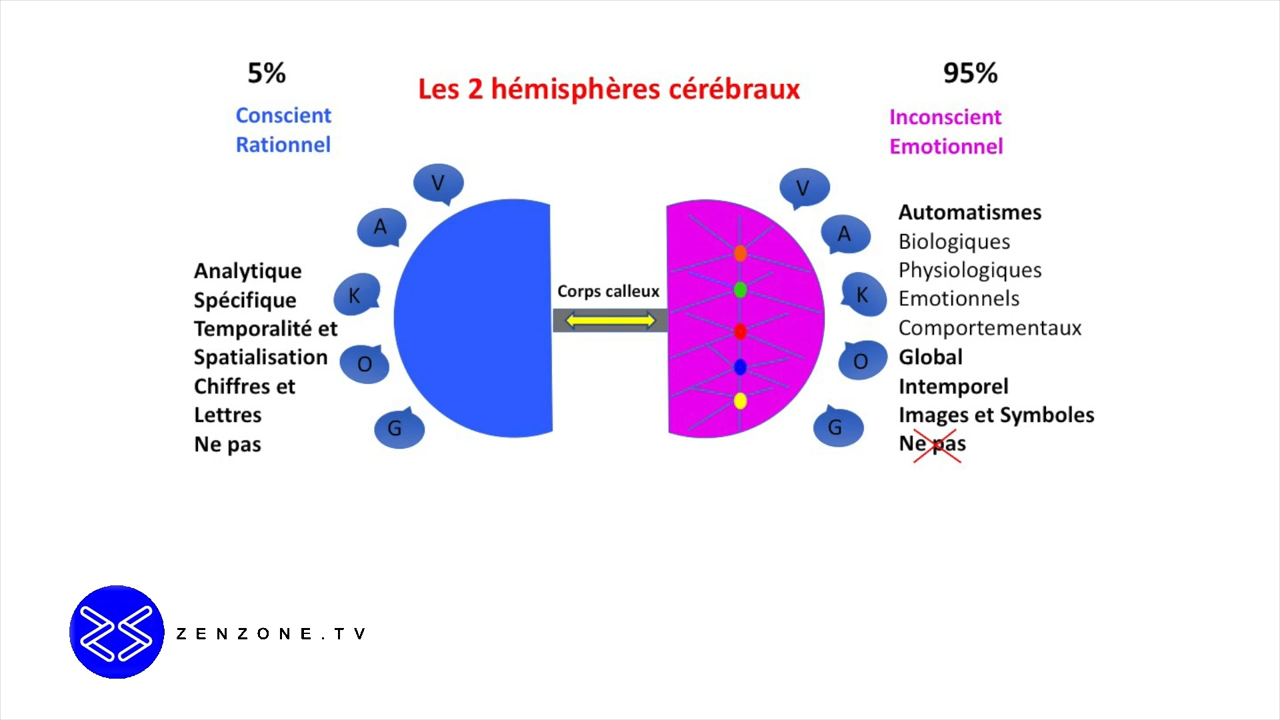 5%
95%
Les 2 hémisphères cérébraux
Conscient
Rationnel
Inconscient
Emotionnel
V
A
K
O
G
Analytique
Spécifique
Temporalité et
Spatialisation
Chiffres et
Lettres
Ne pas
Corps calleux
V
A
K
O
G
Automatismes
Biologiques
Physiologiques
Emotionnels
Comportementaux
Global
Intemporel
Images et Symboles
Ne pas
ZENZONE.TV